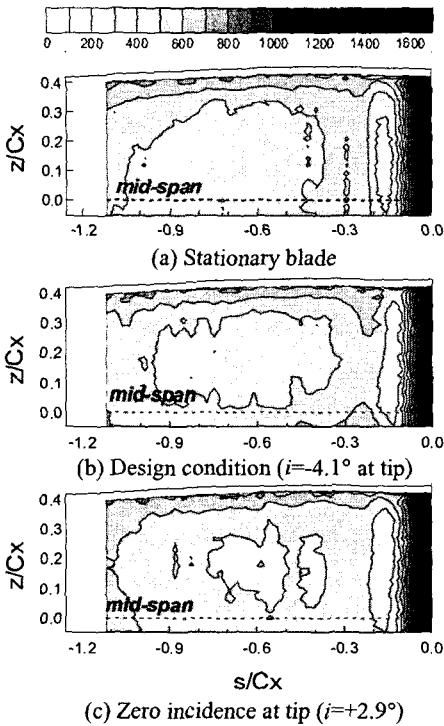 0 200 400 600 800 1000 1200 1400 1600
z/Cx
0.4
0.3
0.2
0.1
0.0
mid-span
-1.2 -0.9 -0.6 -0.3 0.0
(a) Stationary blade
z/Cx
0.4
0.3
0.2
0.1
0.0
mid-span
-1.2 -0.9 -0.6 -0.3 0.0
(b) Design condition (i=-4.1° at tip)
z/Cx
0.4
0.3
0.2
0.1
0.0
mid-span
-1.2 -0.9 -0.6 -0.3 0.0
s/Cx
(c) Zero incidence at tip (i=+2.9°)